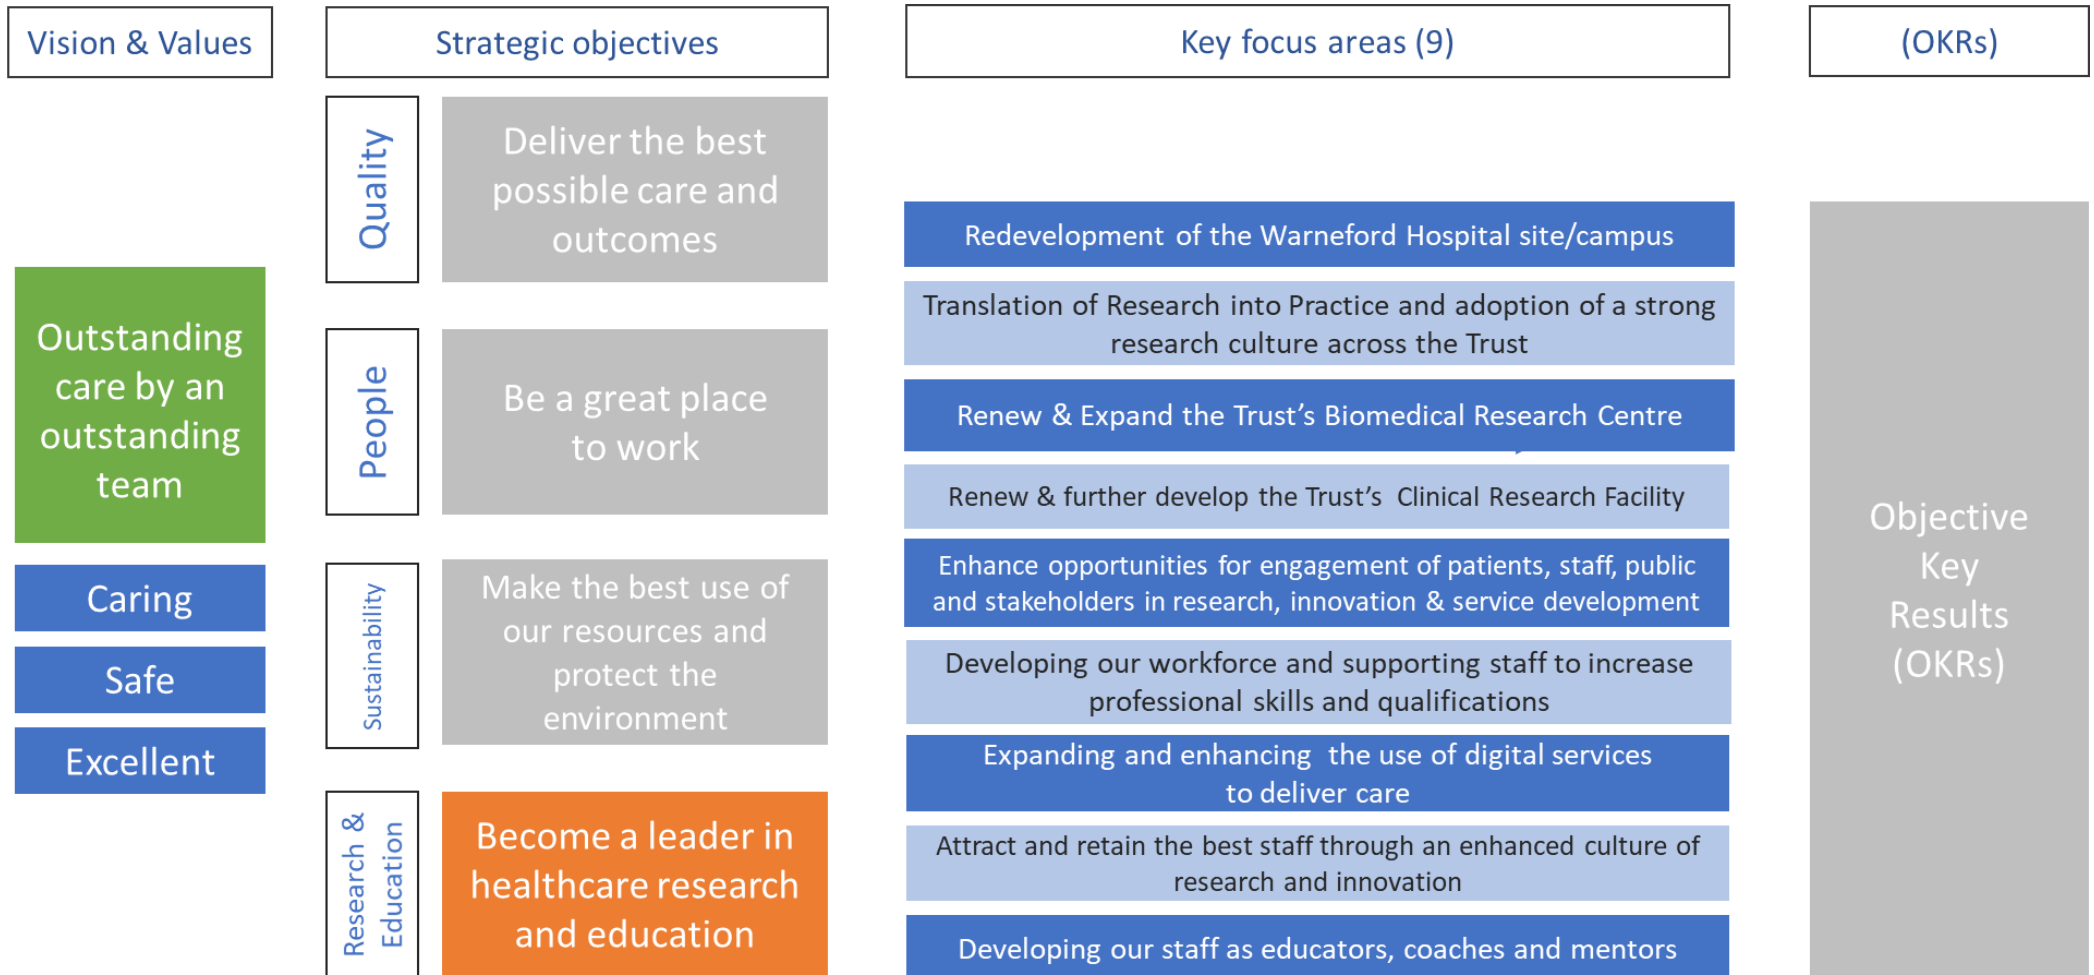 Vision & Values
Strategic objectives
Key focus areas (9)
(OKRs)
Outstanding
care by an
outstanding
team
Caring
Safe
Excellent
Quality
Deliver the best
possible care and
outcomes
People
Be a great place
to work
Sustainability
Make the best use of
our resources and
protect the
environment
Research &
Education
Become a leader in
healthcare research
and education
Redevelopment of the Warneford Hospital site/campus
Translation of Research into Practice and adoption of a strong
research culture across the Trust
Renew & Expand the Trust’s Biomedical Research Centre
Renew & further develop the Trust’s Clinical Research Facility
Enhance opportunities for engagement of patients, staff, public
and stakeholders in research, innovation & service development
Developing our workforce and supporting staff to increase
professional skills and qualifications
Expanding and enhancing the use of digital services
to deliver care
Attract and retain the best staff through an enhanced culture of
research and innovation
Developing our staff as educators, coaches and mentors
Objective
Key
Results
(OKRs)